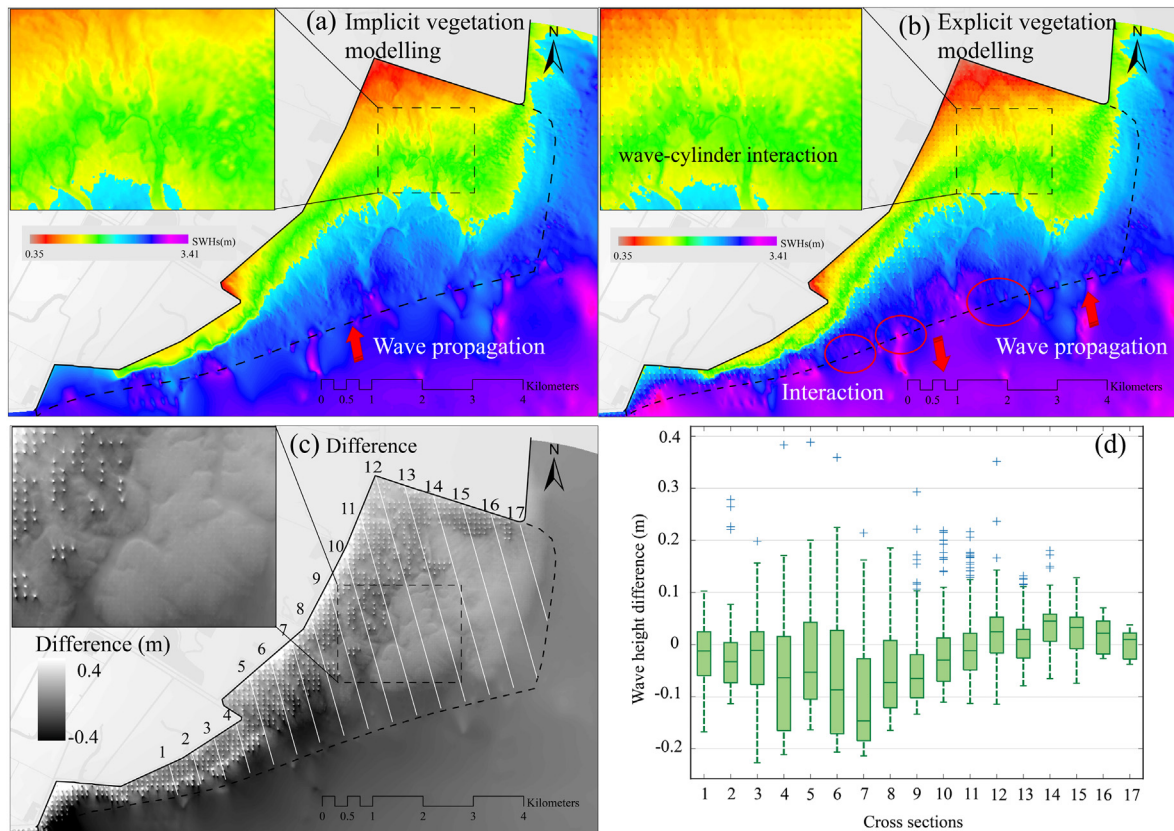 (a) Implicit vegetation
modelling
N
SWHs(m)
0.35
3.41
Wave propagation
0 0.5 1 2 3 4
Kilometers
(b) Explicit vegetation
modelling
N
wave-cylinder interaction
SWHs(m)
0.35
3.41
Wave propagation
Interaction
0 0.5 1 2 3 4
Kilometers
(c) Difference
N
12
13
14
15
16
17
11
10
9
8
7
6
5
4
3
2
1
Difference (m)
0.4
-0.4
0 0.5 1 2 3 4
Kilometers
(d)
Wave height difference (m)
0.4
0.3
0.2
0.1
0
-0.1
-0.2
1 2 3 4 5 6 7 8 9 10 11 12 13 14 15 16 17
Cross sections